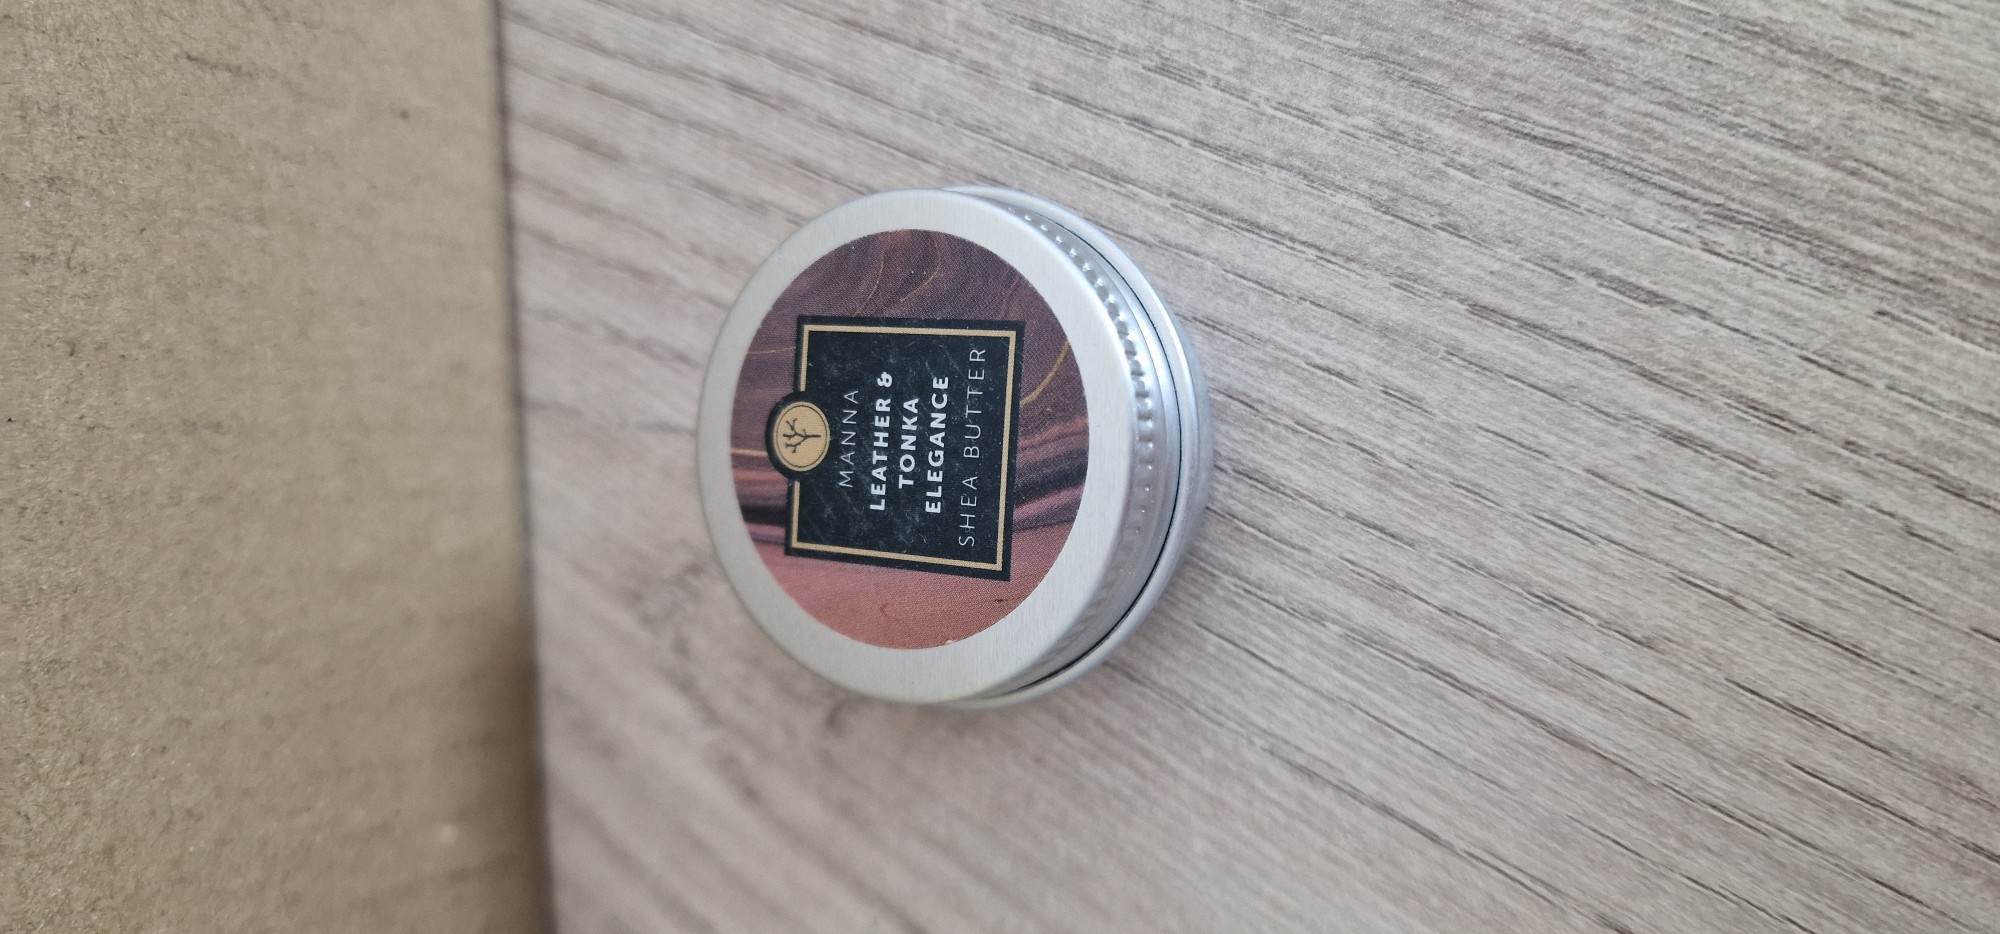 MANNA
LEATHER &
TONKA
ELEGANCE
SHEA BUTTER